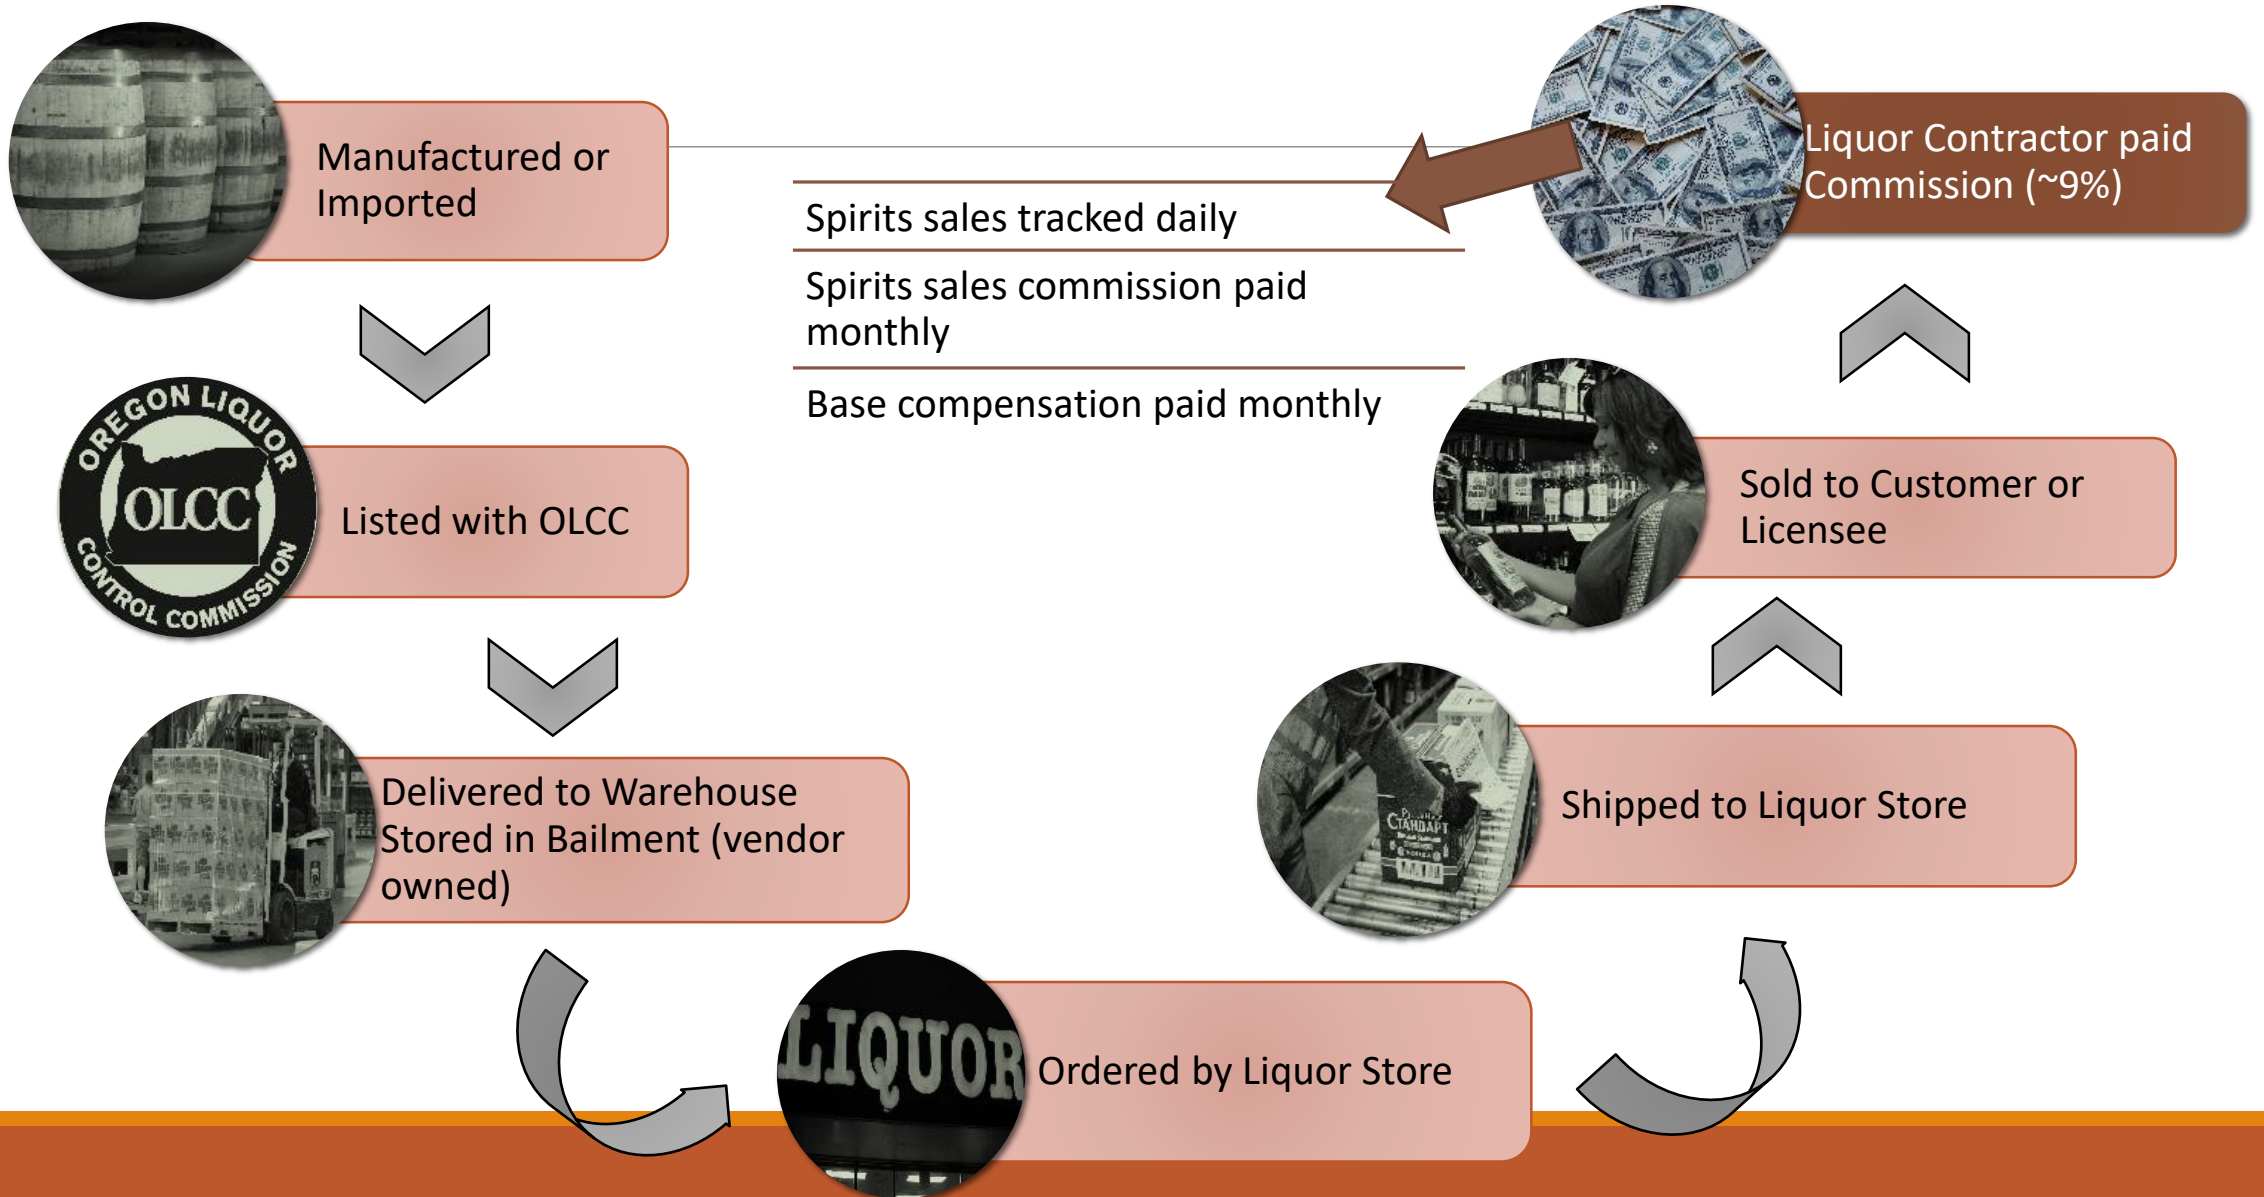 Manufactured or
Imported
OREGON LIQUOR
OLCC
CONTROL COMMISSION
Listed with OLCC
Delivered to Warehouse
Stored in Bailment (vendor
owned)
LIQUOR
Ordered by Liquor Store
СТАНДАРТ
Shipped to Liquor Store
Sold to Customer or
Licensee
Liquor Contractor paid
Commission (~9%)
Spirits sales tracked daily
Spirits sales commission paid
monthly
Base compensation paid monthly